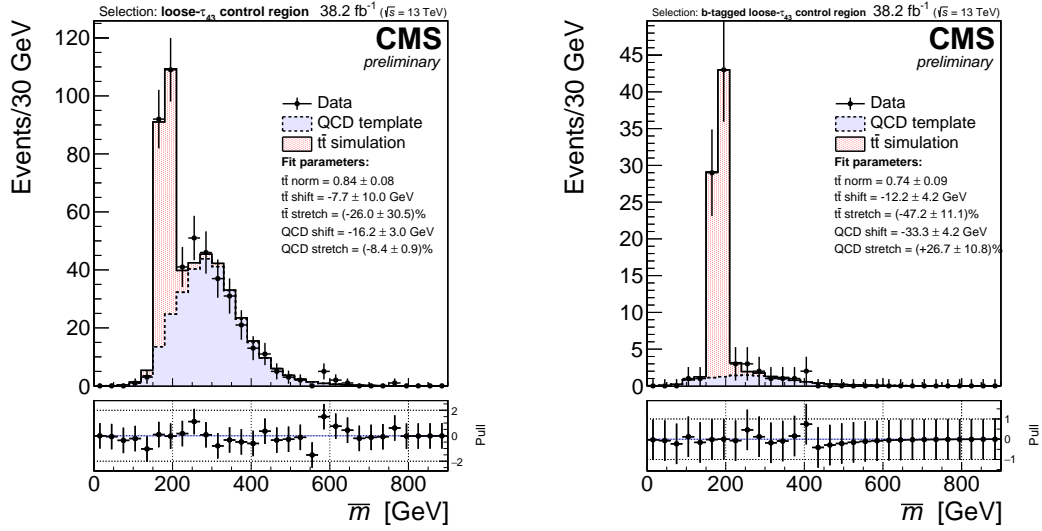 Selection: loose-τ43 control region 38.2 fb-1 (√s = 13 TeV)
CMS
preliminary
Events/30 GeV
120
100
80
60
40
20
0
Data
QCD template
tt̄ simulation
Fit parameters:
tt̄ norm = 0.84 ± 0.08
tt̄ shift = -7.7 ± 10.0 GeV
tt̄ stretch = (-26.0 ± 30.5)%
QCD shift = -16.2 ± 3.0 GeV
QCD stretch = (-8.4 ± 0.9)%
2
0
−2
Pull
0 200 400 600 800
m̅ [GeV]
Selection: b-tagged loose-τ43 control region 38.2 fb-1 (√s = 13 TeV)
CMS
preliminary
Events/30 GeV
45
40
35
30
25
20
15
10
5
0
Data
QCD template
tt̄ simulation
Fit parameters:
tt̄ norm = 0.74 ± 0.09
tt̄ shift = -12.2 ± 4.2 GeV
tt̄ stretch = (-47.2 ± 11.1)%
QCD shift = -33.3 ± 4.2 GeV
QCD stretch = (+26.7 ± 10.8)%
1
0
−1
Pull
0 200 400 600 800
m̅ [GeV]